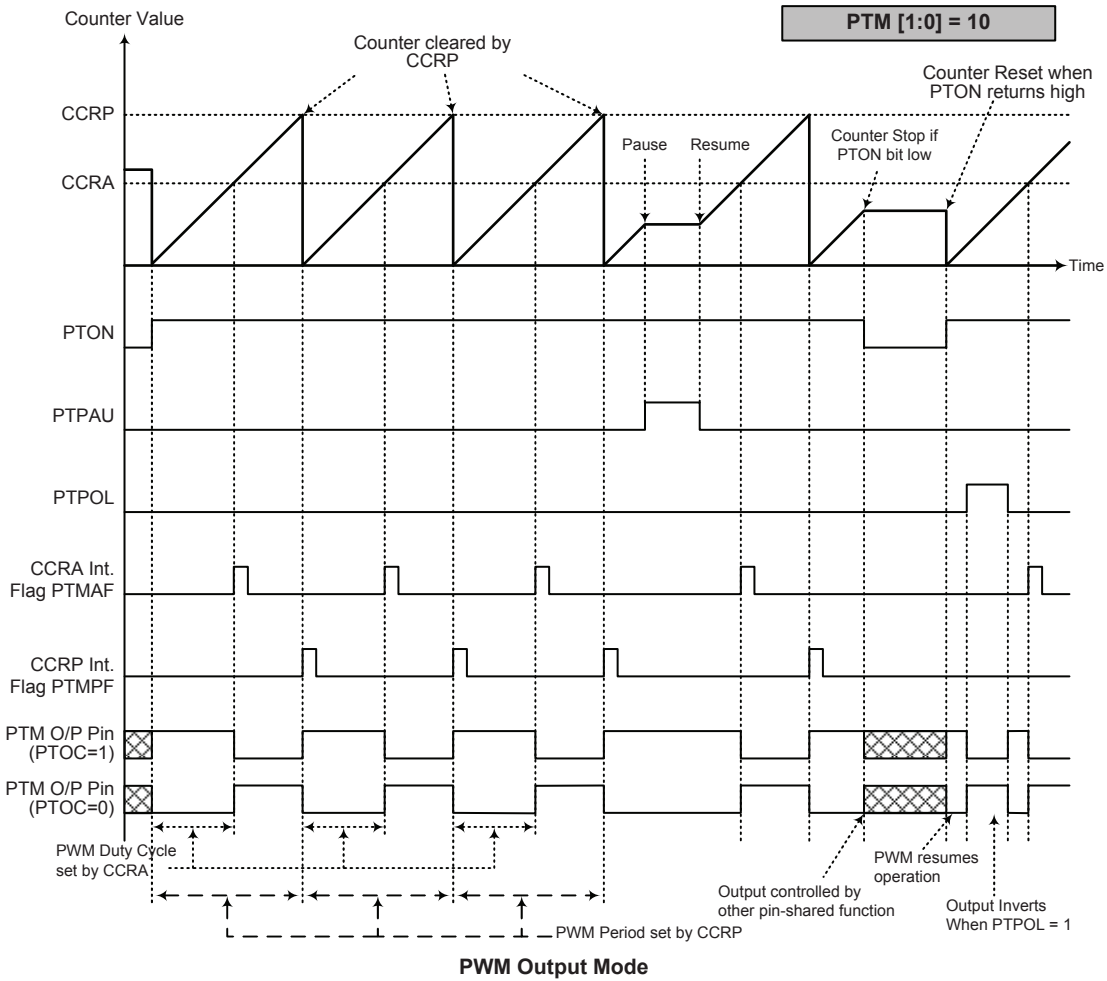 Counter Value
PTM [1:0] = 10
Counter cleared by
CCRP
Counter Reset when
PTON returns high
CCRP
Pause
Resume
Counter Stop if
PTON bit low
CCRA
Time
PTON
PTPAU
PTPOL
CCRA Int.
Flag PTMAF
CCRP Int.
Flag PTMPF
PTM O/P Pin
(PTOC=1)
PTM O/P Pin
(PTOC=0)
PWM Duty Cycle
set by CCRA
PWM resumes
operation
Output controlled by
other pin-shared function
Output Inverts
When PTPOL = 1
PWM Period set by CCRP
PWM Output Mode